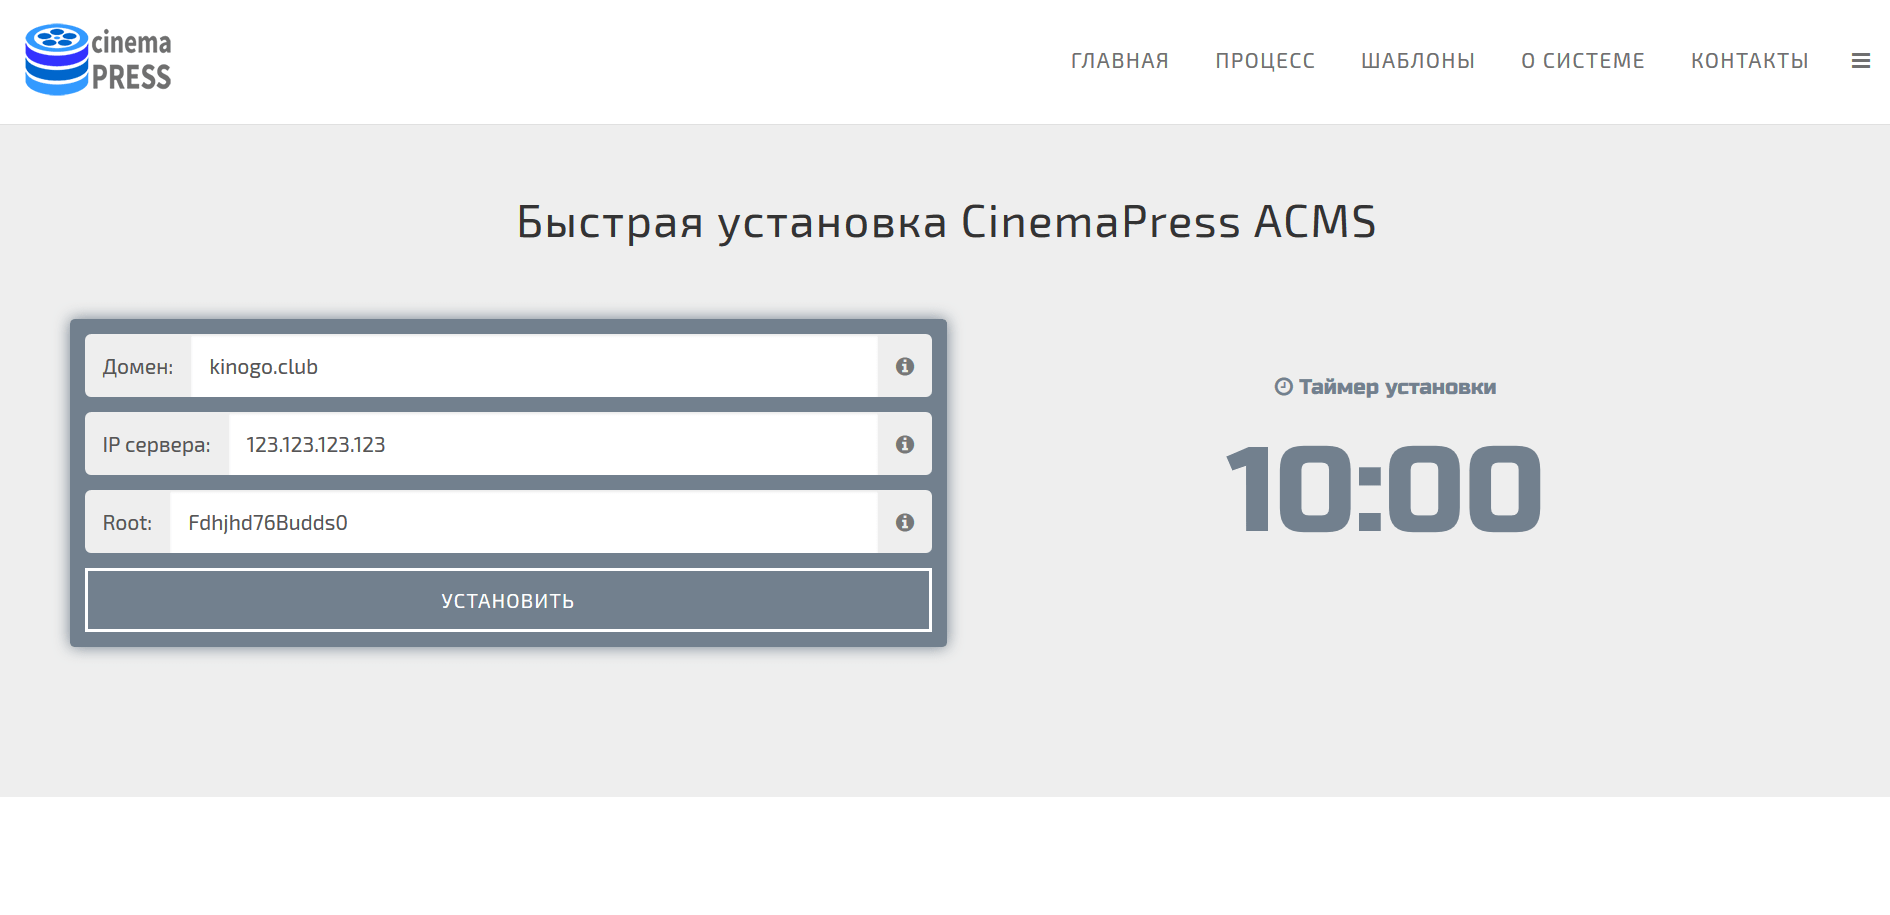 cinema
PRESS
ГЛАВНАЯ ПРОЦЕСС ШАБЛОНЫ О СИСТЕМЕ КОНТАКТЫ
Быстрая установка CinemaPress ACMS
Домен: kinogo.club
IP сервера: 123.123.123.123
Root: Fdhjhd76Budds0
УСТАНОВИТЬ
Таймер установки
10:00